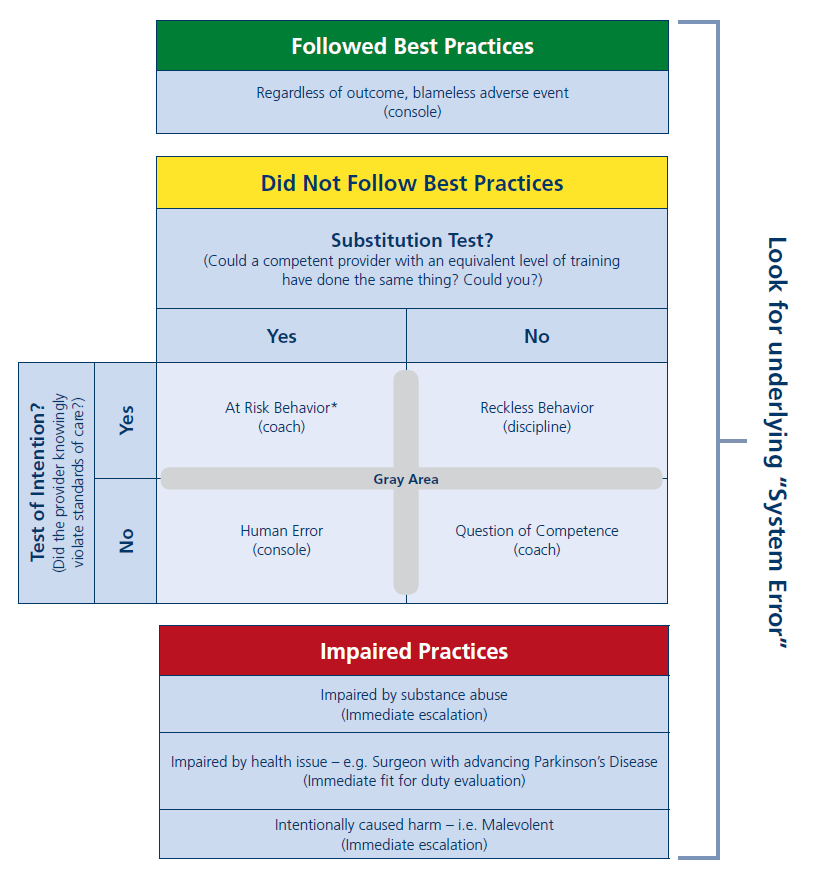 Followed Best Practices
Regardless of outcome, blameless adverse event
(console)
Did Not Follow Best Practices
Substitution Test?
(Could a competent provider with an equivalent level of training
have done the same thing? Could you?)
Yes
No
Test of Intention?
(Did the provider knowingly
violate standards of care?)
Yes
At Risk Behavior*
(coach)
Reckless Behavior
(discipline)
Gray Area
No
Human Error
(console)
Question of Competence
(coach)
Impaired Practices
Impaired by substance abuse
(Immediate escalation)
Impaired by health issue – e.g. Surgeon with advancing Parkinson’s Disease
(Immediate fit for duty evaluation)
Intentionally caused harm – i.e. Malevolent
(Immediate escalation)
Look for underlying “System Error”